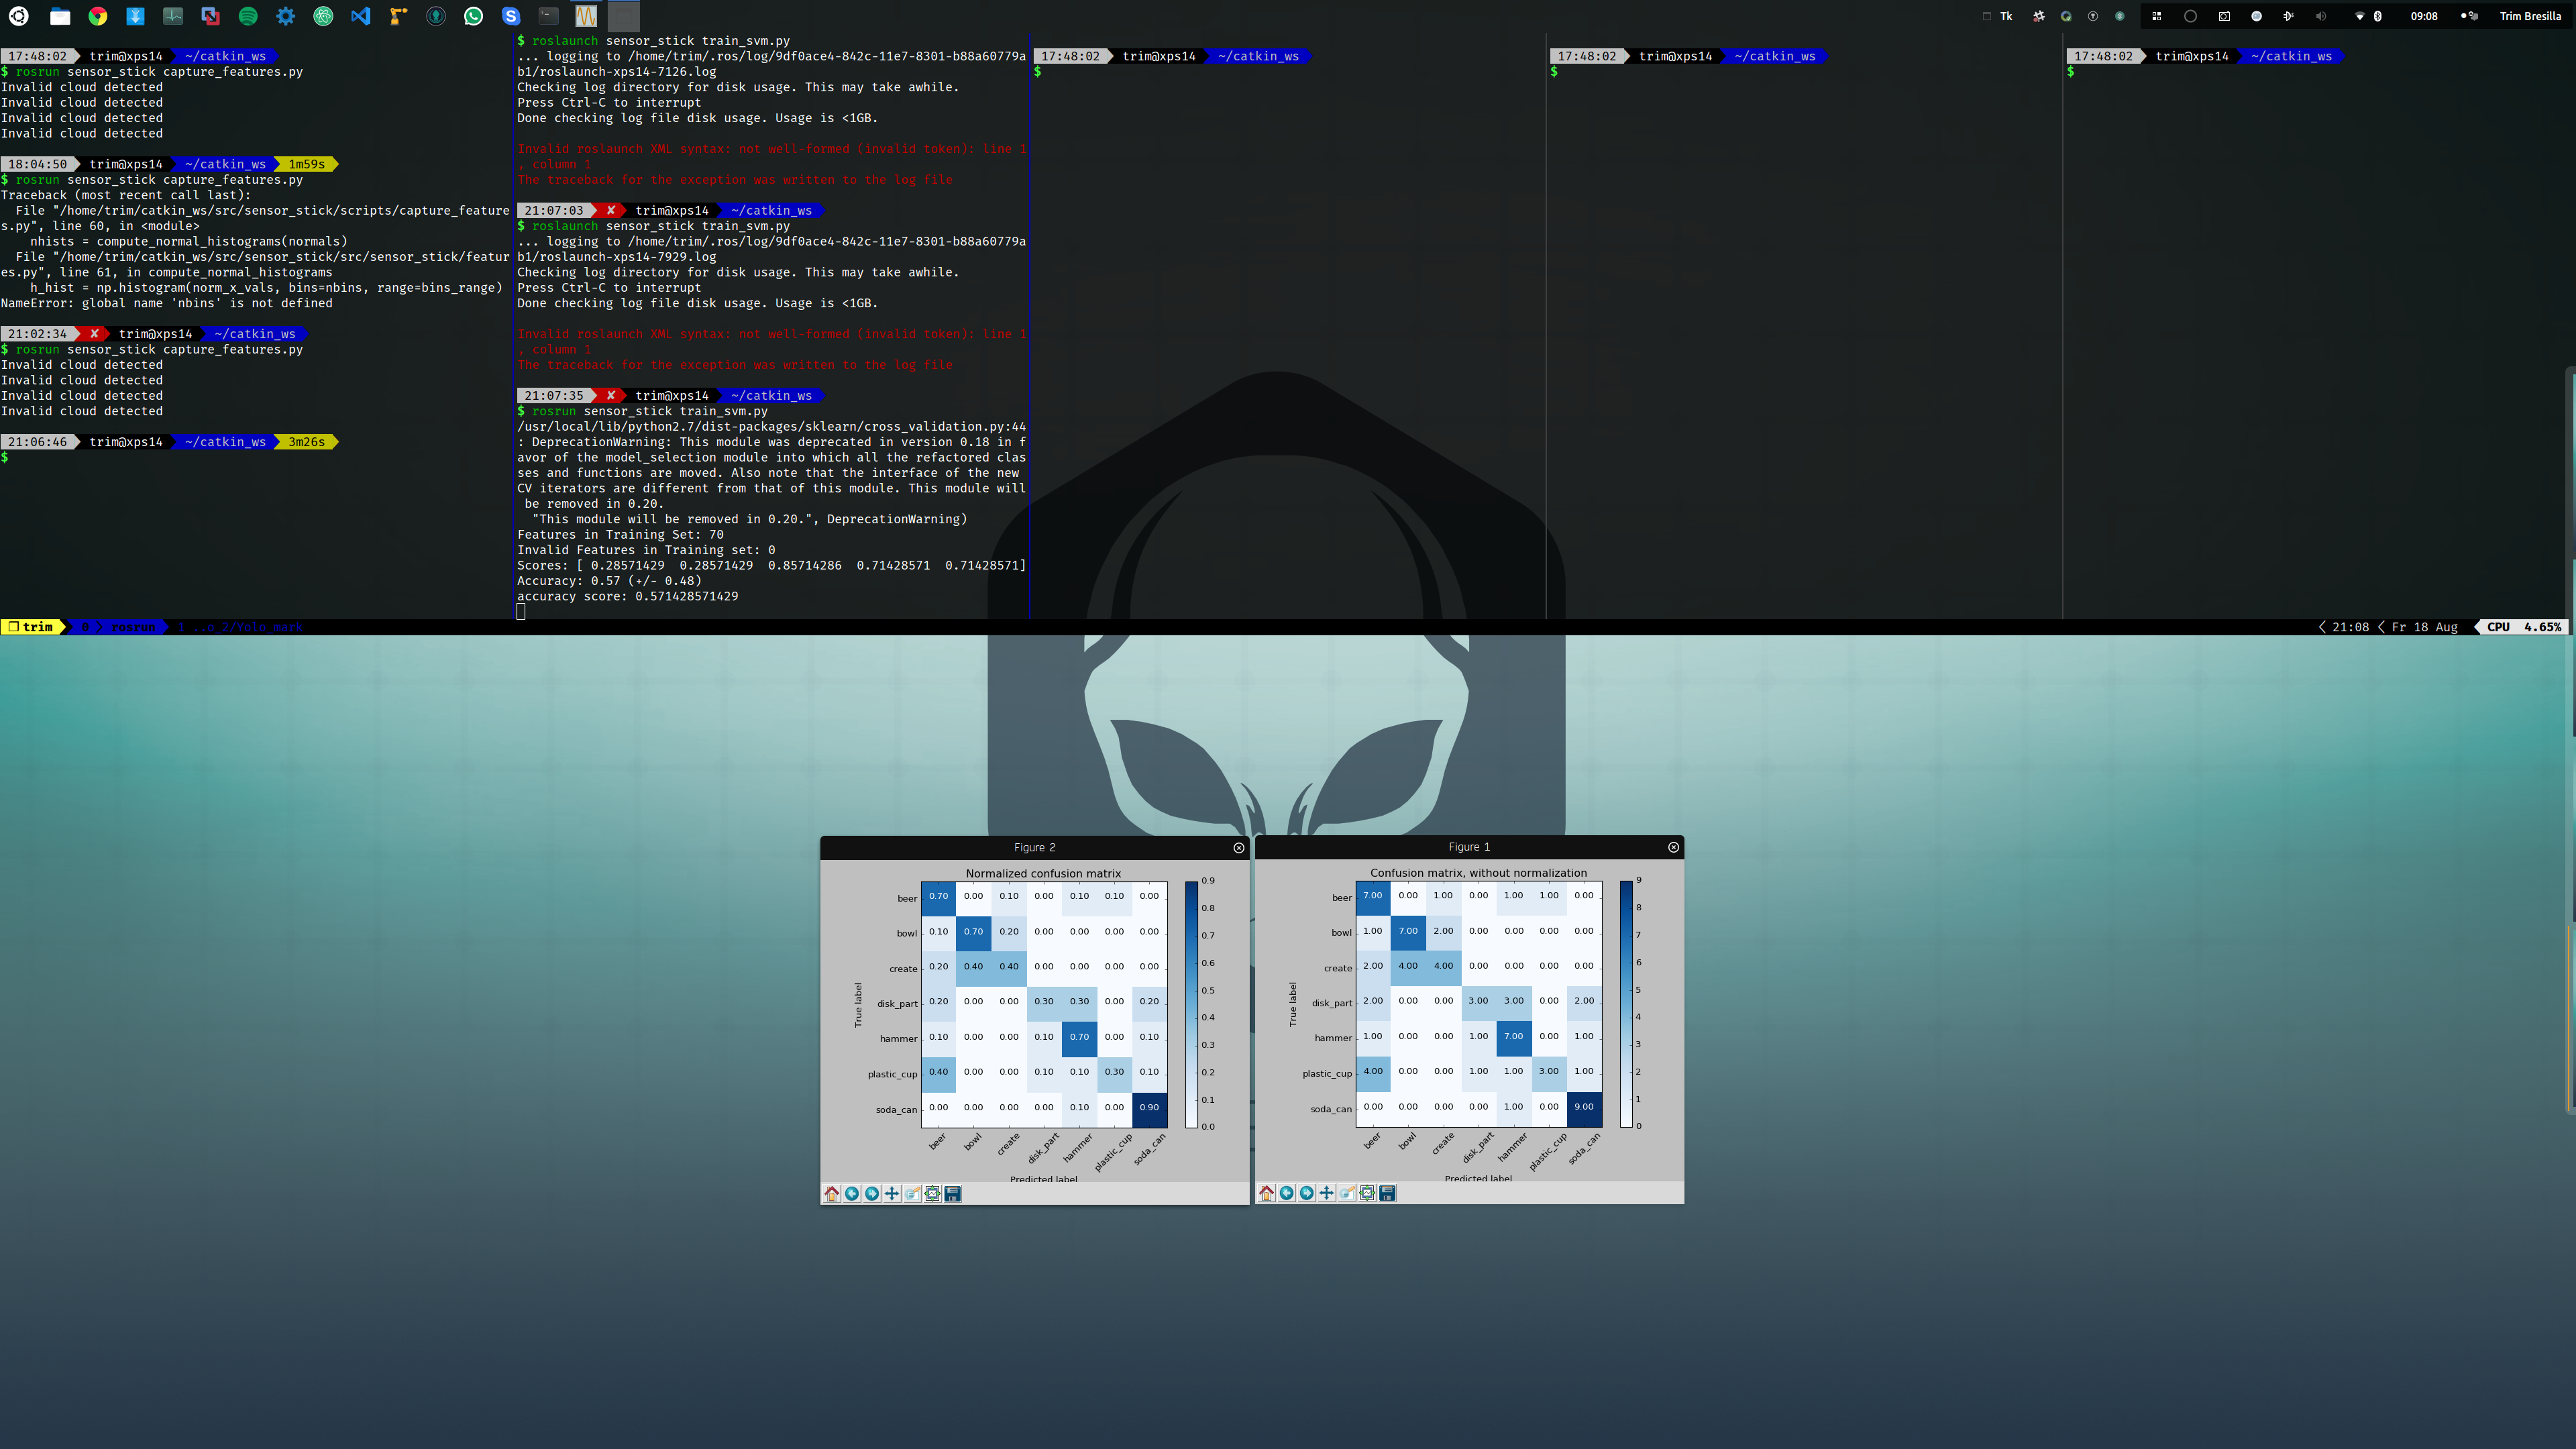 Tk
09:08
Trim Bresilla
17:48:02 trim@xps14 ~/catkin_ws
$ rosrun sensor_stick capture_features.py
Invalid cloud detected
Invalid cloud detected
Invalid cloud detected
Invalid cloud detected
18:04:50 trim@xps14 ~/catkin_ws 1m59s
$ rosrun sensor_stick capture_features.py
Traceback (most recent call last):
File "/home/trim/catkin_ws/src/sensor_stick/scripts/capture_feature
s.py", line 60, in <module>
nhists = compute_normal_histograms(normals)
File "/home/trim/catkin_ws/src/sensor_stick/src/sensor_stick/featur
es.py", line 61, in compute_normal_histograms
h_hist = np.histogram(norm_x_vals, bins=nbins, range=bins_range)
NameError: global name 'nbins' is not defined
21:02:34 ✘ trim@xps14 ~/catkin_ws
$ rosrun sensor_stick capture_features.py
Invalid cloud detected
Invalid cloud detected
Invalid cloud detected
Invalid cloud detected
21:06:46 trim@xps14 ~/catkin_ws 3m26s
$
$ roslaunch sensor_stick train_svm.py
... logging to /home/trim/.ros/log/9df0ace4-842c-11e7-8301-b88a60779a
b1/roslaunch-xps14-7126.log
Checking log directory for disk usage. This may take awhile.
Press Ctrl-C to interrupt
Done checking log file disk usage. Usage is <1GB.
Invalid roslaunch XML syntax: not well-formed (invalid token): line 1
, column 1
The traceback for the exception was written to the log file
21:07:03 ✘ trim@xps14 ~/catkin_ws
$ roslaunch sensor_stick train_svm.py
... logging to /home/trim/.ros/log/9df0ace4-842c-11e7-8301-b88a60779a
b1/roslaunch-xps14-7929.log
Checking log directory for disk usage. This may take awhile.
Press Ctrl-C to interrupt
Done checking log file disk usage. Usage is <1GB.
Invalid roslaunch XML syntax: not well-formed (invalid token): line 1
, column 1
The traceback for the exception was written to the log file
21:07:35 ✘ trim@xps14 ~/catkin_ws
$ rosrun sensor_stick train_svm.py
/usr/local/lib/python2.7/dist-packages/sklearn/cross_validation.py:44
: DeprecationWarning: This module was deprecated in version 0.18 in f
avor of the model_selection module into which all the refactored clas
ses and functions are moved. Also note that the interface of the new
CV iterators are different from that of this module. This module will
be removed in 0.20.
"This module will be removed in 0.20.", DeprecationWarning)
Features in Training Set: 70
Invalid Features in Training set: 0
Scores: [ 0.28571429 0.28571429 0.85714286 0.71428571 0.71428571]
Accuracy: 0.57 (+/- 0.48)
accuracy score: 0.571428571429
17:48:02 trim@xps14 ~/catkin_ws
$
17:48:02 trim@xps14 ~/catkin_ws
$
17:48:02 trim@xps14 ~/catkin_ws
$
trim 0 rosrun 1 ..o_2/Yolo_mark
21:08 Fr 18 Aug CPU 4.65%
Figure 2
Normalized confusion matrix
True label
beer 0.70 0.00 0.10 0.00 0.10 0.10 0.00
bowl 0.10 0.70 0.20 0.00 0.00 0.00 0.00
create 0.20 0.40 0.40 0.00 0.00 0.00 0.00
disk_part 0.20 0.00 0.00 0.30 0.30 0.00 0.20
hammer 0.10 0.00 0.00 0.10 0.70 0.00 0.10
plastic_cup 0.40 0.00 0.00 0.10 0.10 0.30 0.10
soda_can 0.00 0.00 0.00 0.00 0.10 0.00 0.90
beer bowl create disk_part hammer plastic_cup soda_can
Predicted label
0.9
0.8
0.7
0.6
0.5
0.4
0.3
0.2
0.1
0.0
Figure 1
Confusion matrix, without normalization
True label
beer 7.00 0.00 1.00 0.00 1.00 1.00 0.00
bowl 1.00 7.00 2.00 0.00 0.00 0.00 0.00
create 2.00 4.00 4.00 0.00 0.00 0.00 0.00
disk_part 2.00 0.00 0.00 3.00 3.00 0.00 2.00
hammer 1.00 0.00 0.00 1.00 7.00 0.00 1.00
plastic_cup 4.00 0.00 0.00 1.00 1.00 3.00 1.00
soda_can 0.00 0.00 0.00 0.00 1.00 0.00 9.00
beer bowl create disk_part hammer plastic_cup soda_can
Predicted label
9
8
7
6
5
4
3
2
1
0